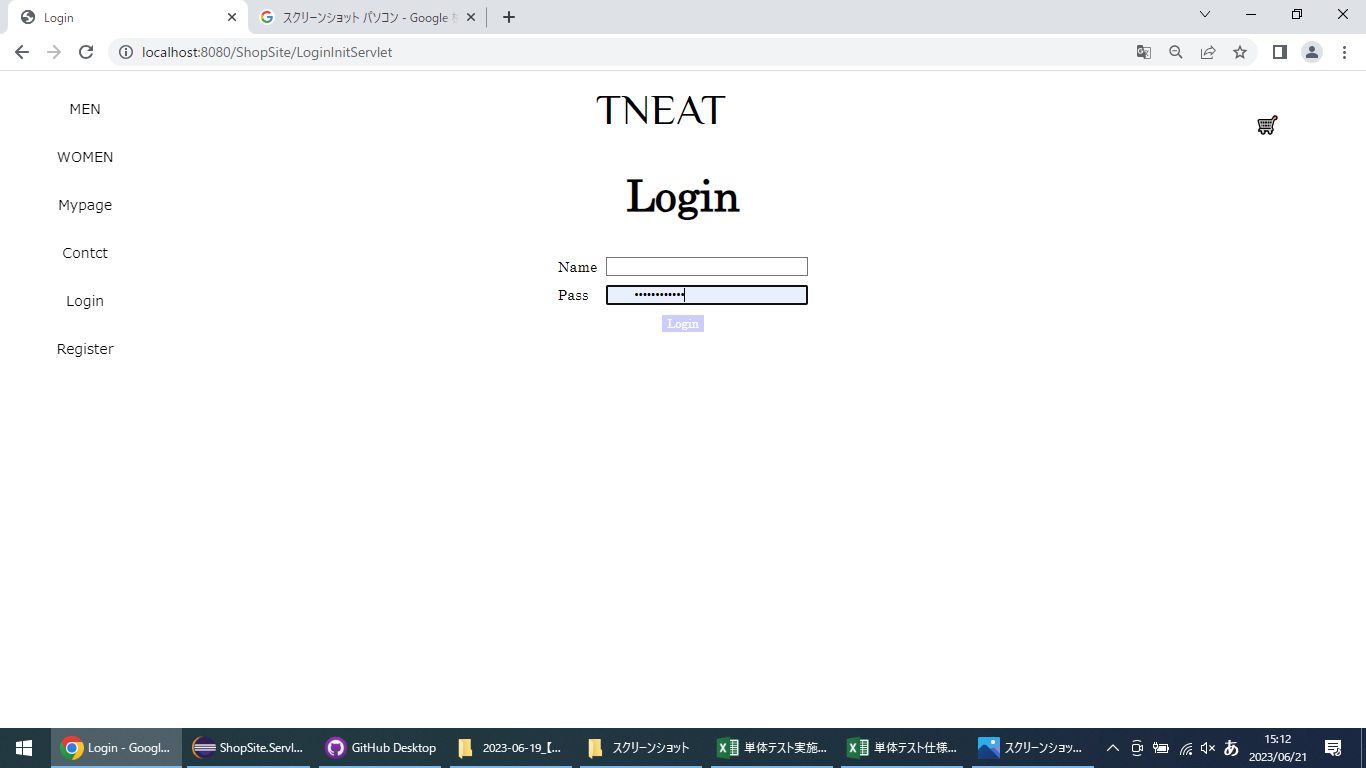 Login
スクリーンショット パソコン - Google
localhost:8080/ShopSite/LoginInitServlet
TNEAT
MEN
WOMEN
Mypage
Contct
Login
Register
Login
Name
Pass
Login
Login - Googl...
ShopSite.Servl...
GitHub Desktop
2023-06-19_【...
スクリーンショット
単体テスト実施...
単体テスト仕様...
スクリーンショッ...
あ
15:12
2023/06/21